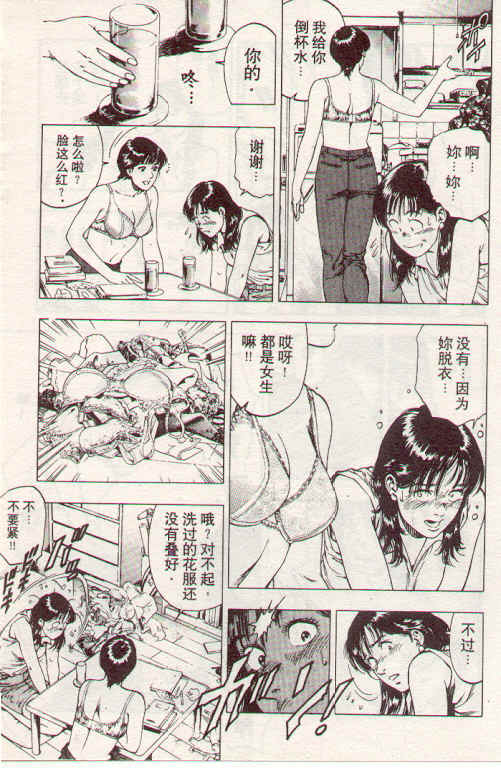 我给你
倒杯水…
啊…
妳…妳…
你的．
咚…
谢谢…
怎么啦？
脸这么红？．
没有…因为
妳脱衣…
哎呀！
都是女生
嘛!!
哦？对不起，
洗过的花服还
没有叠好．
不…
不要紧!!
不过…